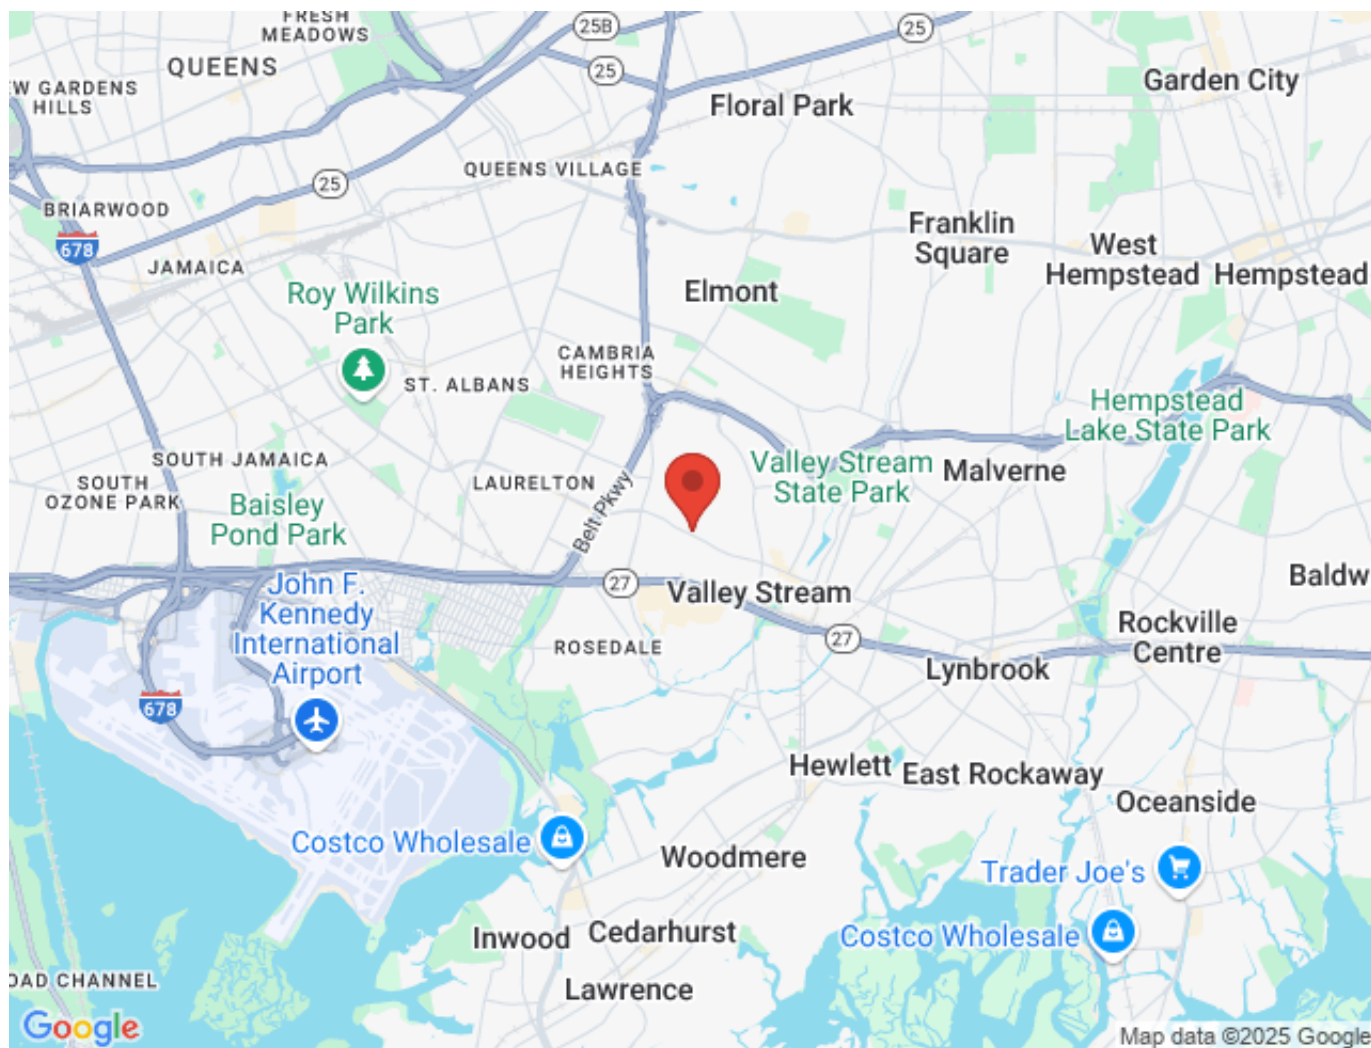 FRESH
MEADOWS
25B
25
QUEENS
25
EW GARDENS
HILLS
Garden City
Floral Park
QUEENS VILLAGE
25
BRIARWOOD
678
JAMAICA
Franklin
Square
West
Hempstead
Hempstead
Elmont
Roy Wilkins
Park
CAMBRIA
HEIGHTS
ST. ALBANS
Hempstead
Lake State Park
SOUTH JAMAICA
LAURELTON
Valley Stream
State Park
Malverne
SOUTH
OZONE PARK
Baisley
Pond Park
Belt Pkwy
John F.
Kennedy
International
Airport
27
Valley Stream
Baldw
ROSEDALE
27
Rockville
Centre
Lynbrook
678
Hewlett
East Rockaway
Oceanside
Costco Wholesale
Woodmere
Trader Joe's
Inwood
Cedarhurst
Costco Wholesale
OAD CHANNEL
Lawrence
Google
Map data ©2025 Google